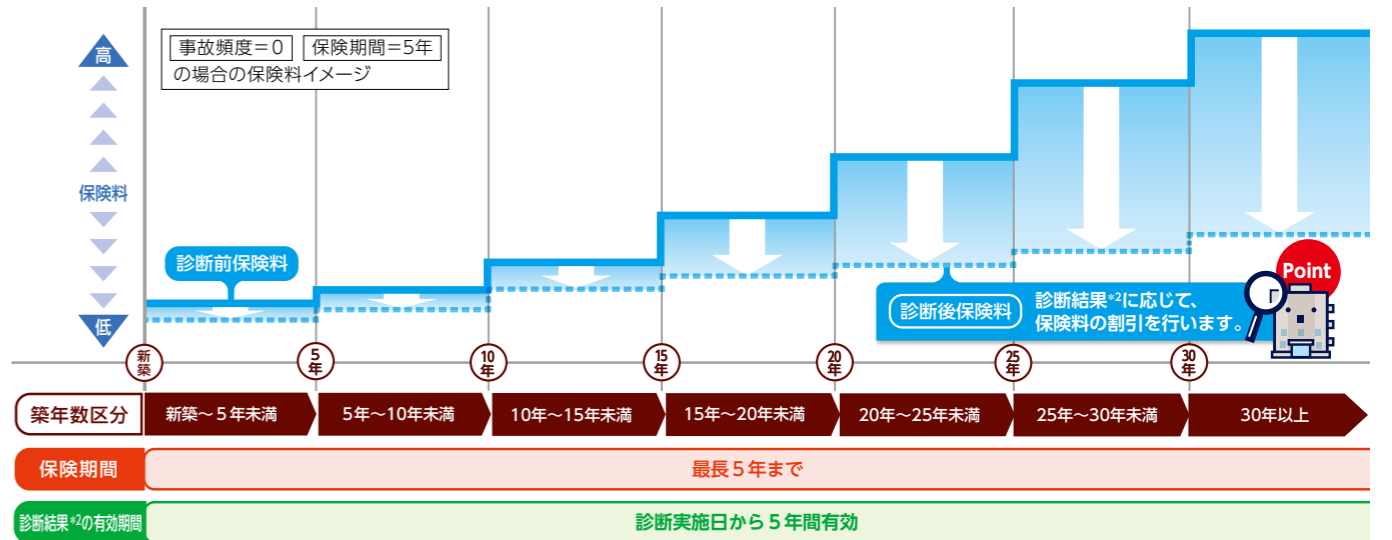 事故頻度=0 保険期間=5年
の場合の保険料イメージ
高
保険料
低
診断前保険料
診断後保険料
診断結果*2に応じて、
保険料の割引を行います。
Point
新築
5年
10年
15年
20年
25年
30年
築年数区分
新築~5年未満
5年~10年未満
10年~15年未満
15年~20年未満
20年~25年未満
25年~30年未満
30年以上
保険期間
最長5年まで
診断結果*2の有効期間
診断実施日から5年間有効